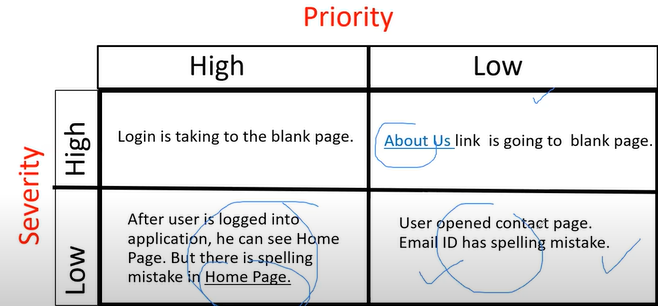 Priority
High
Low
Severity
High
Login is taking to the blank page.
About Us link is going to blank page.
Low
After user is logged into
application, he can see Home
Page. But there is spelling
mistake in Home Page.
User opened contact page.
Email ID has spelling mistake.